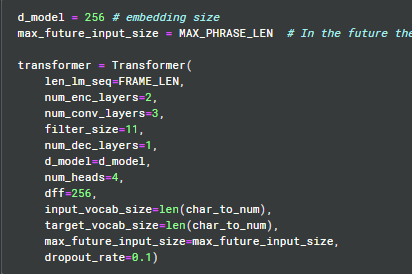 d_model = 256 # embedding size
max_future_input_size = MAX_PHRASE_LEN  # In the future the
transformer = Transformer(
    len_lm_seq=FRAME_LEN,
    num_enc_layers=2,
    num_conv_layers=3,
    filter_size=11,
    num_dec_layers=1,
    d_model=d_model,
    num_heads=4,
    dff=256,
    input_vocab_size=len(char_to_num),
    target_vocab_size=len(char_to_num),
    max_future_input_size=max_future_input_size,
    dropout_rate=0.1)